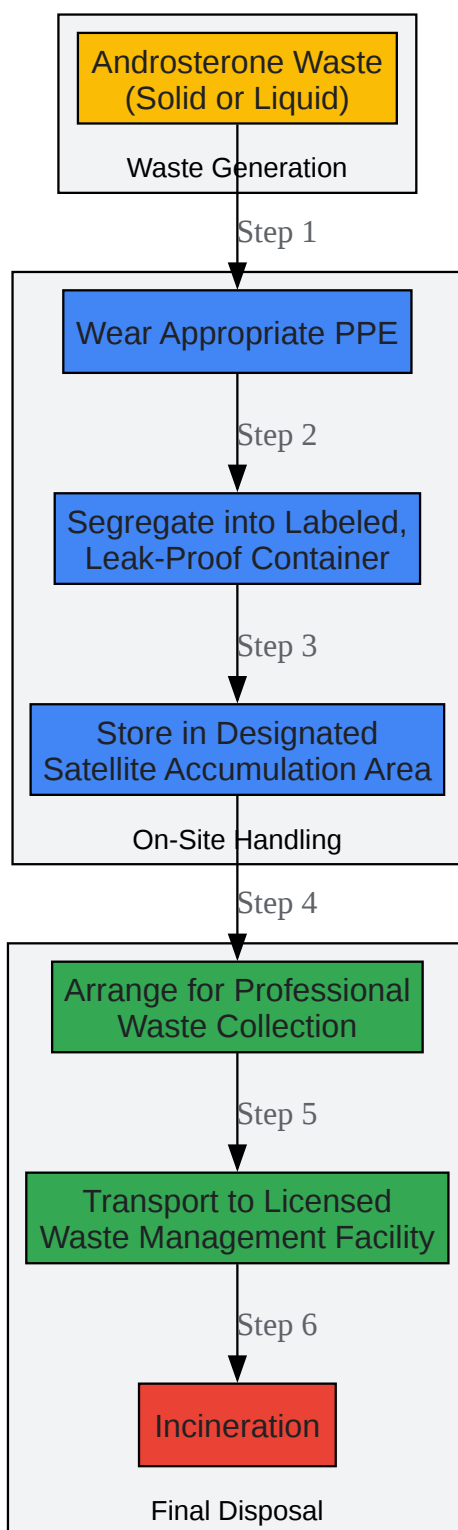 Androsterone Waste
(Solid or Liquid)
Waste Generation
Step 1
Wear Appropriate PPE
Step 2
Segregate into Labeled,
Leak-Proof Container
Step 3
Store in Designated
Satellite Accumulation Area
On-Site Handling
Step 4
Arrange for Professional
Waste Collection
Step 5
Transport to Licensed
Waste Management Facility
Step 6
Incineration
Final Disposal